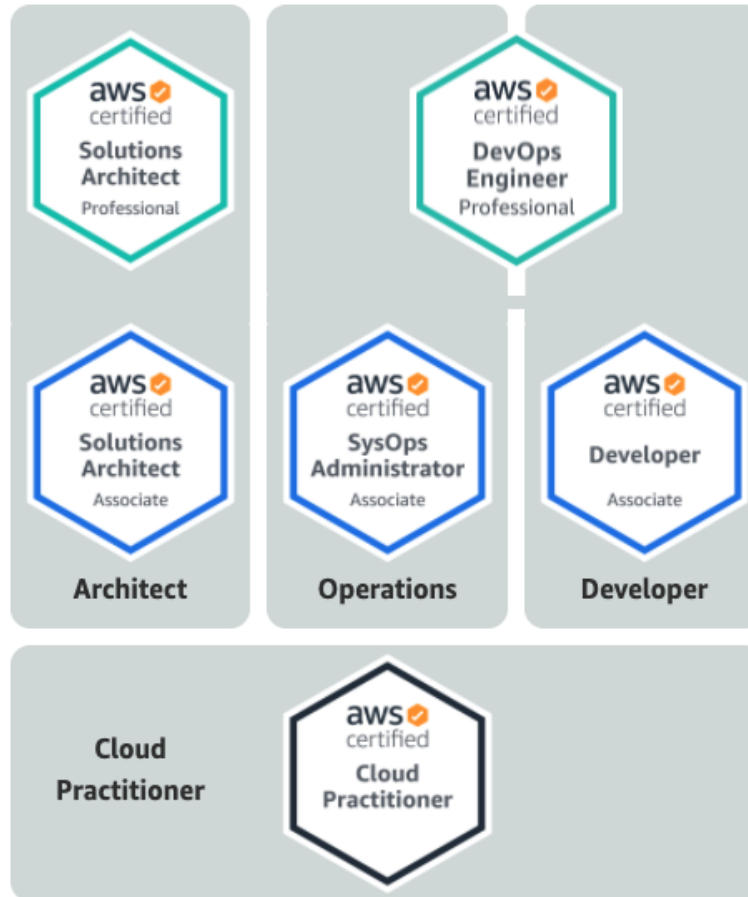 aws
certified
Solutions
Architect
Professional
aws
certified
DevOps
Engineer
Professional
aws
certified
Solutions
Architect
Associate
aws
certified
SysOps
Administrator
Associate
aws
certified
Developer
Associate
Architect
Operations
Developer
Cloud
Practitioner
aws
certified
Cloud
Practitioner